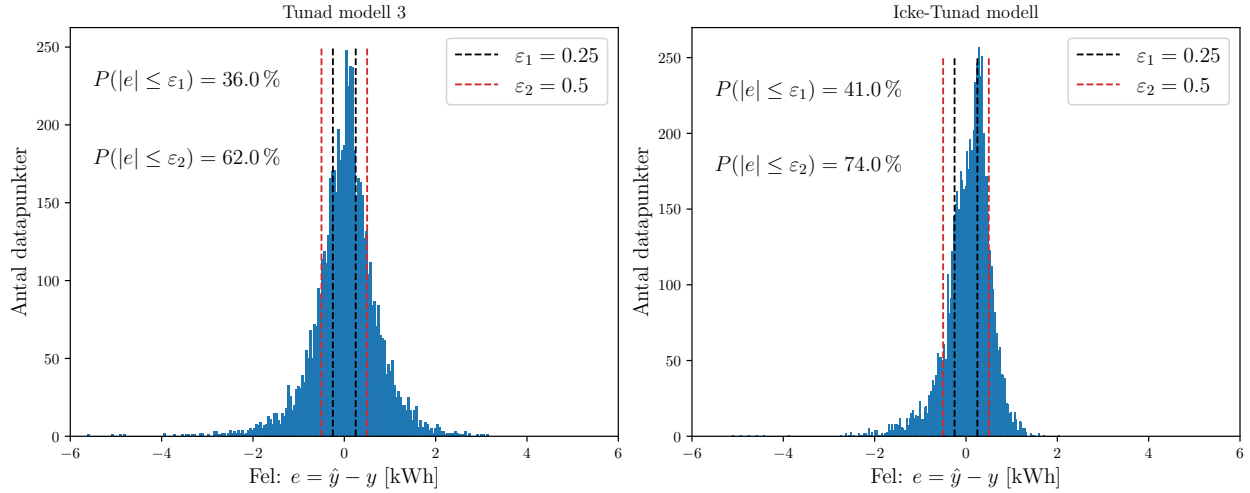 Tunad modell 3
250
200
150
100
50
0
Antal datapunkter
P(|e| ≤ ε₁) = 36.0 %
P(|e| ≤ ε₂) = 62.0 %
ε₁ = 0.25
ε₂ = 0.5
−6 −4 −2 0 2 4 6
Fel: e = ŷ − y [kWh]
Icke-Tunad modell
250
200
150
100
50
0
Antal datapunkter
P(|e| ≤ ε₁) = 41.0 %
P(|e| ≤ ε₂) = 74.0 %
ε₁ = 0.25
ε₂ = 0.5
−6 −4 −2 0 2 4 6
Fel: e = ŷ − y [kWh]